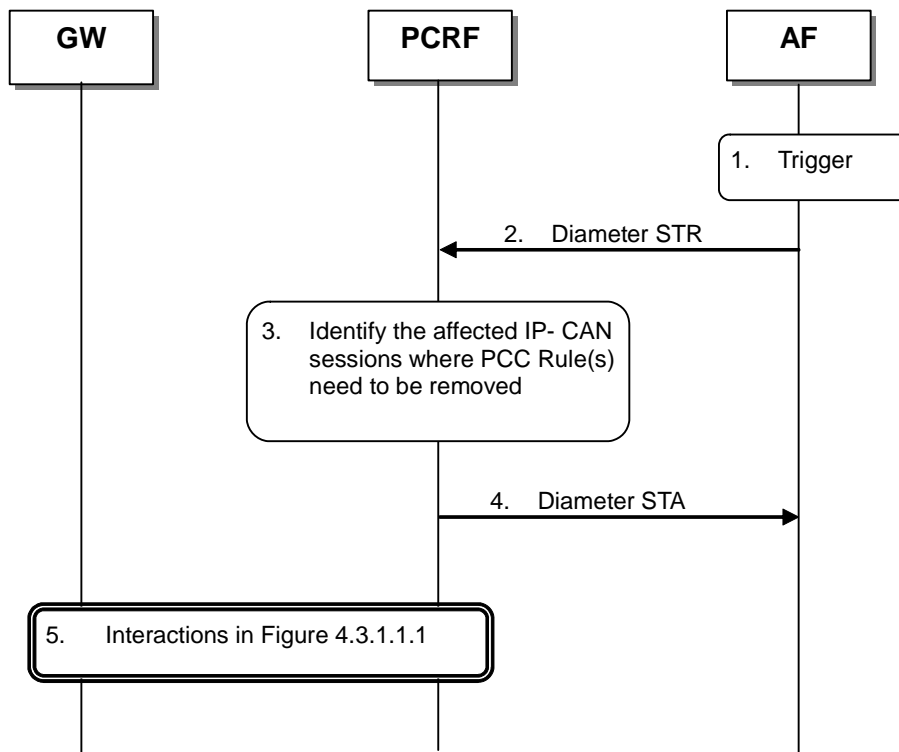 GW
PCRF
AF
1. Trigger
2. Diameter STR
3. Identify the affected IP- CAN
sessions where PCC Rule(s)
need to be removed
4. Diameter STA
5. Interactions in Figure 4.3.1.1.1